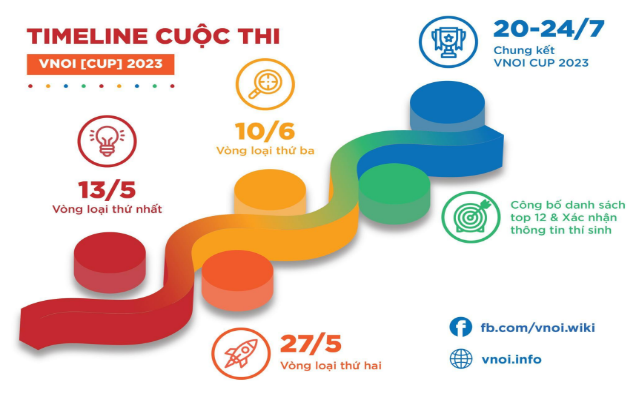 TIMELINE CUỘC THI
VNOI [CUP] 2023
13/5
Vòng loại thứ nhất
27/5
Vòng loại thứ hai
10/6
Vòng loại thứ ba
Công bố danh sách
top 12 & Xác nhận
thông tin thí sinh
20-24/7
Chung kết
VNOI CUP 2023
fb.com/vnoi.wiki
vnoi.info